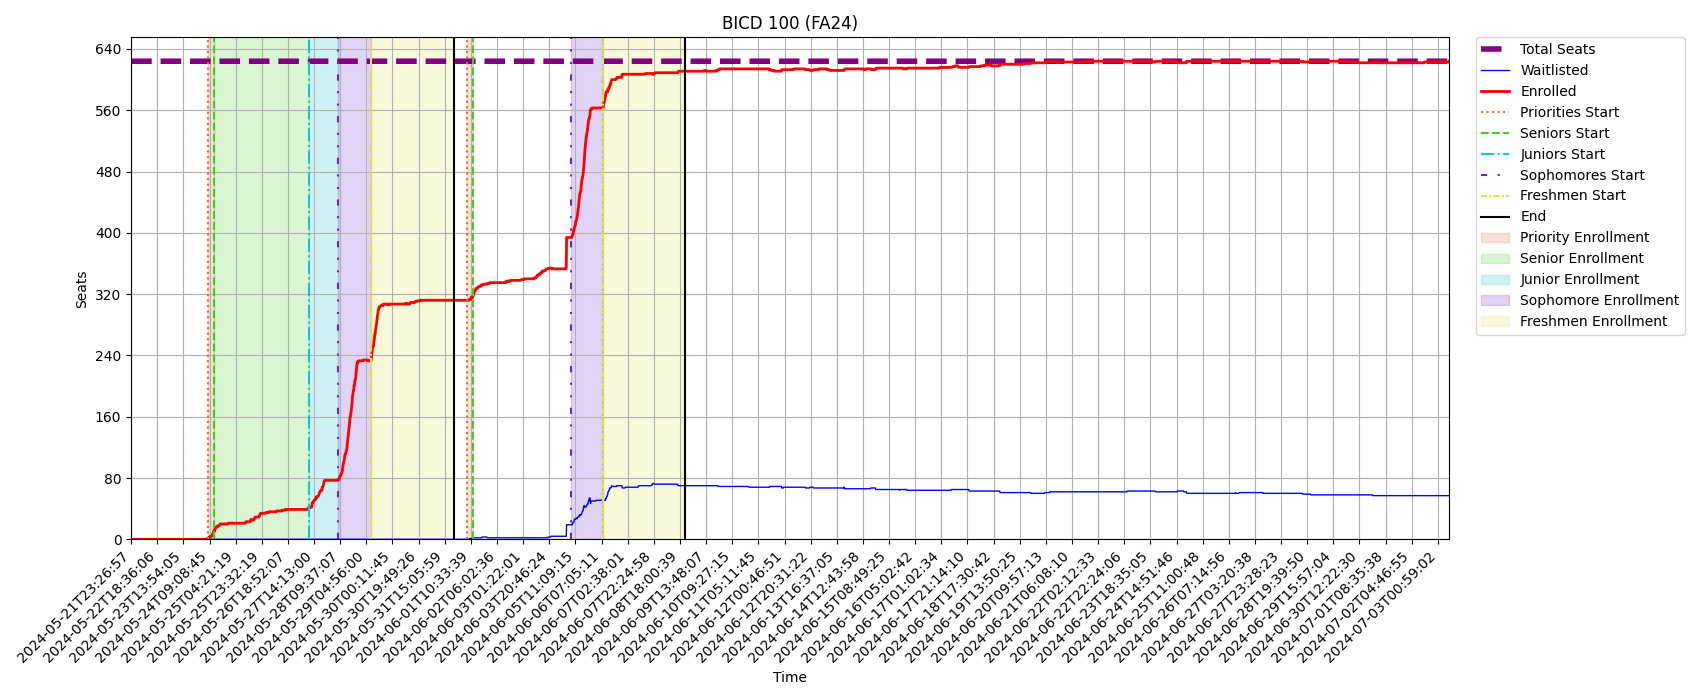 BICD 100 (FA24)
Seats
640
560
480
400
320
240
160
80
0
2024-05-21T23:26:57
2024-05-22T18:36:06
2024-05-23T13:54:05
2024-05-24T09:08:45
2024-05-25T04:21:19
2024-05-25T23:32:19
2024-05-26T18:52:07
2024-05-27T14:13:00
2024-05-28T09:37:07
2024-05-29T04:56:00
2024-05-30T00:11:45
2024-05-30T19:49:26
2024-05-31T15:05:59
2024-06-01T10:33:39
2024-06-02T06:02:36
2024-06-03T01:22:01
2024-06-03T20:46:24
2024-06-05T11:09:15
2024-06-06T07:05:11
2024-06-07T02:38:01
2024-06-07T22:24:58
2024-06-08T18:00:39
2024-06-09T13:48:07
2024-06-10T09:27:15
2024-06-11T05:11:45
2024-06-12T00:46:51
2024-06-12T20:31:22
2024-06-13T16:37:05
2024-06-14T12:43:58
2024-06-15T08:49:25
2024-06-16T05:02:42
2024-06-17T01:02:34
2024-06-17T21:14:10
2024-06-18T17:30:42
2024-06-19T13:50:25
2024-06-20T09:57:13
2024-06-21T06:08:10
2024-06-22T02:12:33
2024-06-22T22:24:06
2024-06-23T18:35:05
2024-06-24T14:51:46
2024-06-25T11:00:48
2024-06-26T07:14:56
2024-06-27T03:20:38
2024-06-27T23:28:23
2024-06-28T19:39:50
2024-06-29T15:57:04
2024-06-30T12:22:30
2024-07-01T08:35:38
2024-07-02T04:46:55
2024-07-03T00:59:02
Time
Total Seats
Waitlisted
Enrolled
Priorities Start
Seniors Start
Juniors Start
Sophomores Start
Freshmen Start
End
Priority Enrollment
Senior Enrollment
Junior Enrollment
Sophomore Enrollment
Freshmen Enrollment